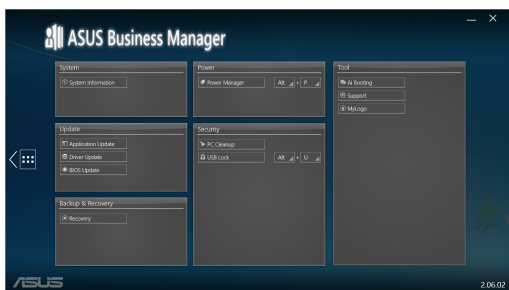 ASUS Business Manager
System
System Information
Power
Power Manager
Alt + P
Tool
Ai Booting
Support
MyLogo
Update
Application Update
Driver Update
BIOS Update
Security
PC Cleanup
USB Lock
Alt + U
Backup & Recovery
Recovery
ASUS
2.06.02